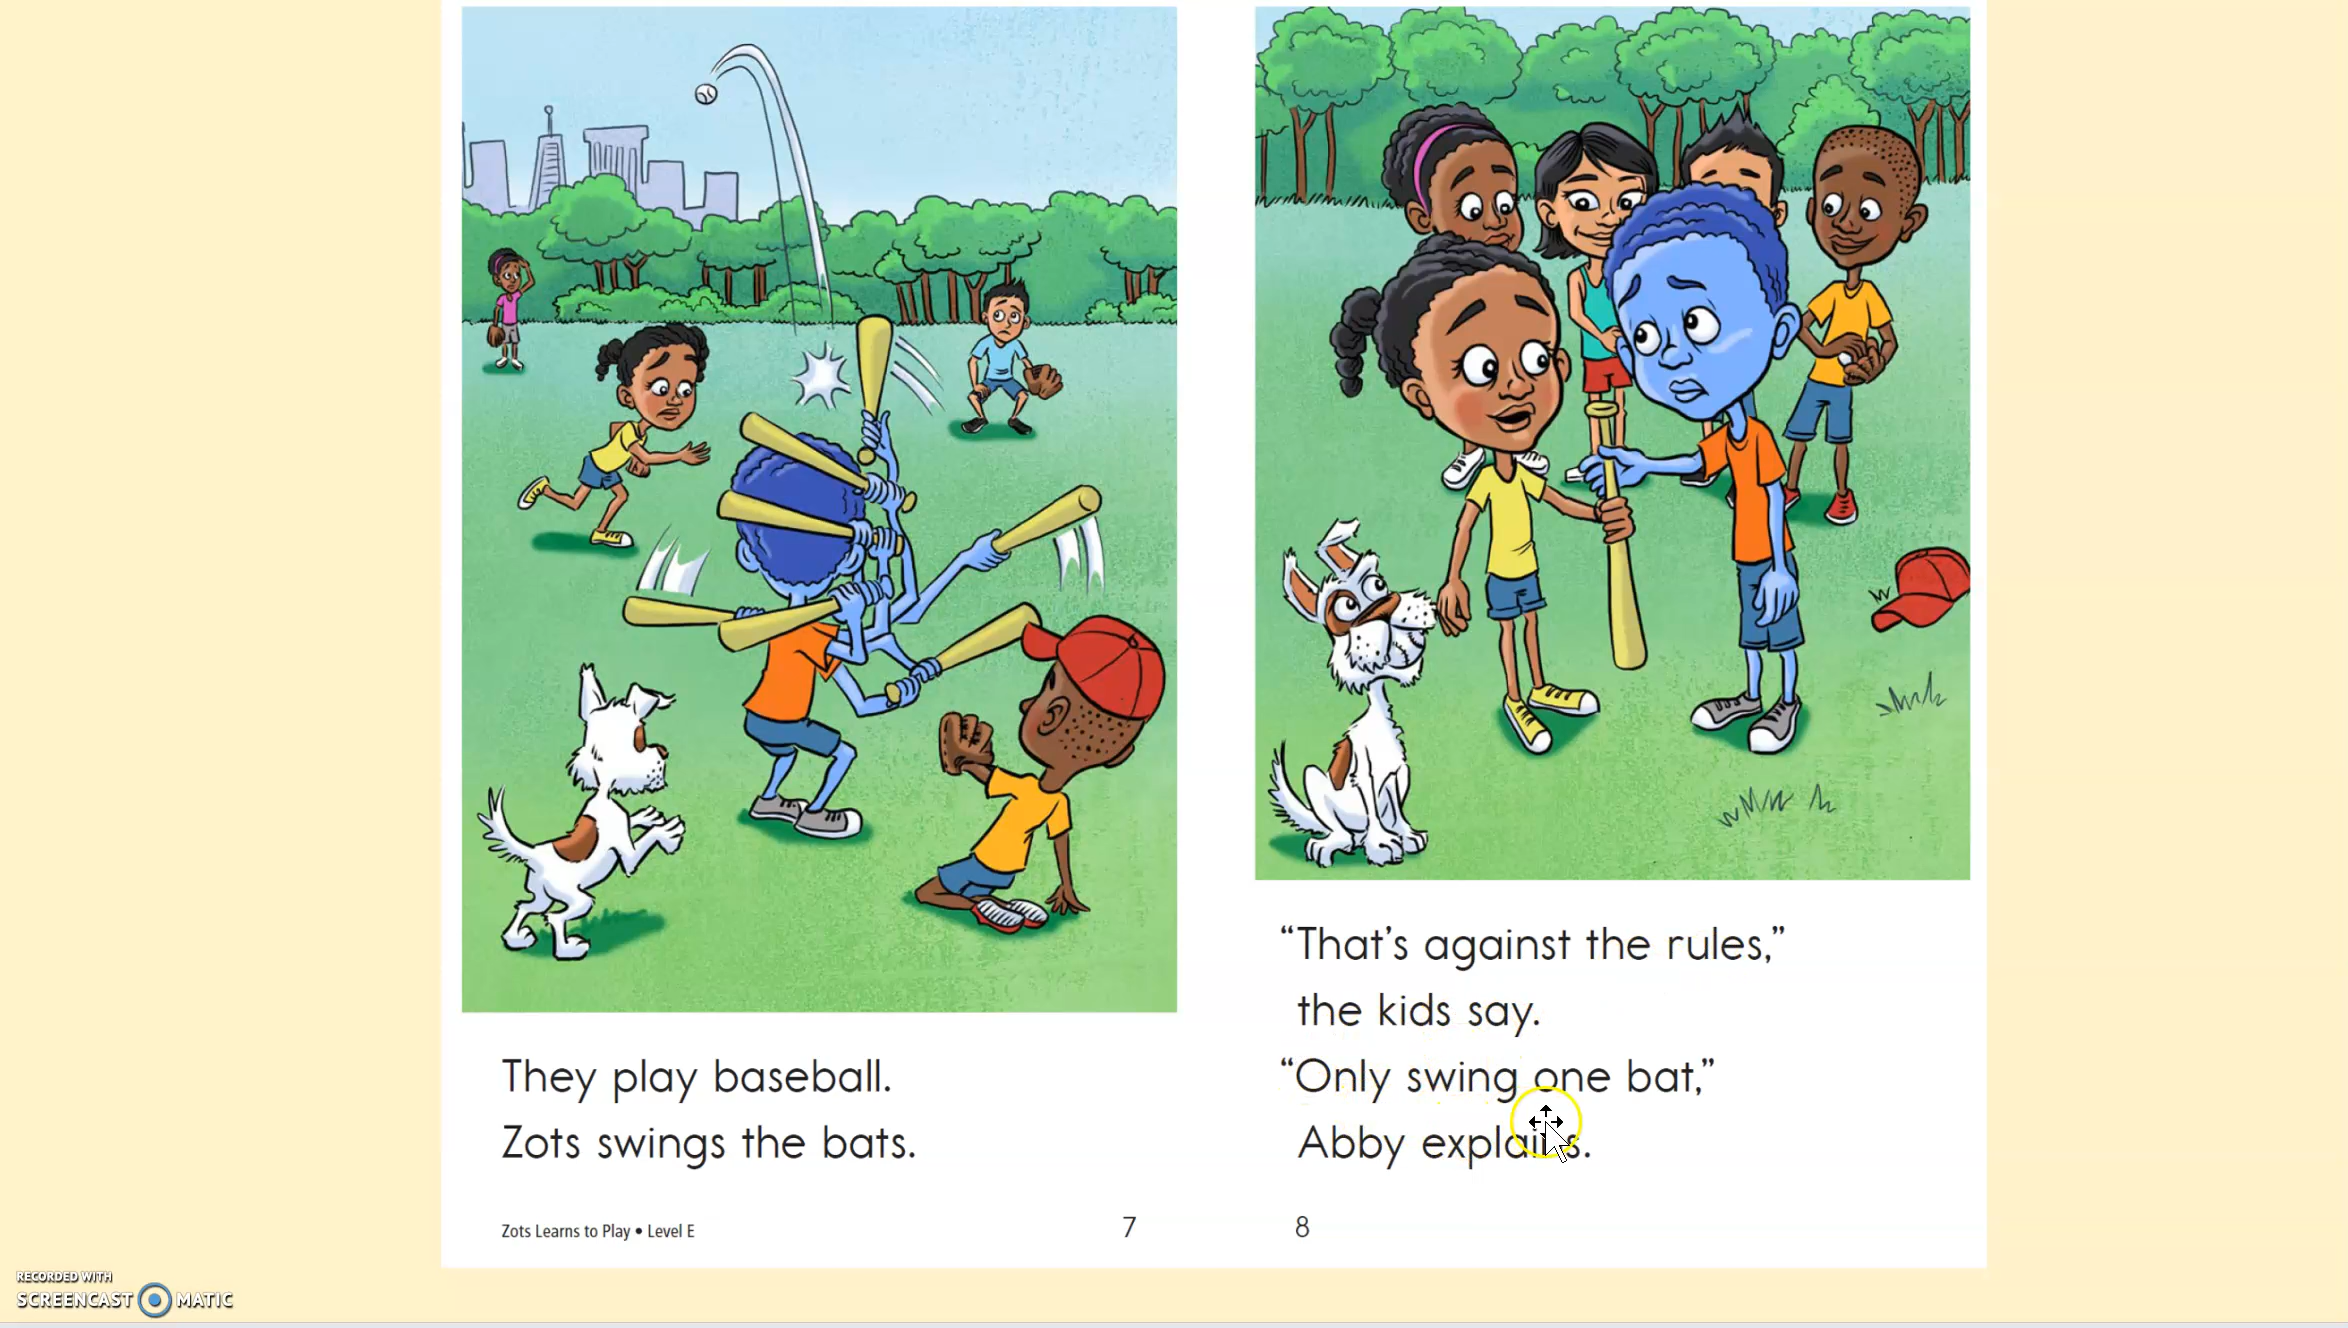 They play baseball.
Zots swings the bats.
Zots Learns to Play • Level E
7
“That’s against the rules,”
the kids say.
“Only swing one bat,”
Abby explains.
8
RECORDED WITH
SCREENCAST MATIC